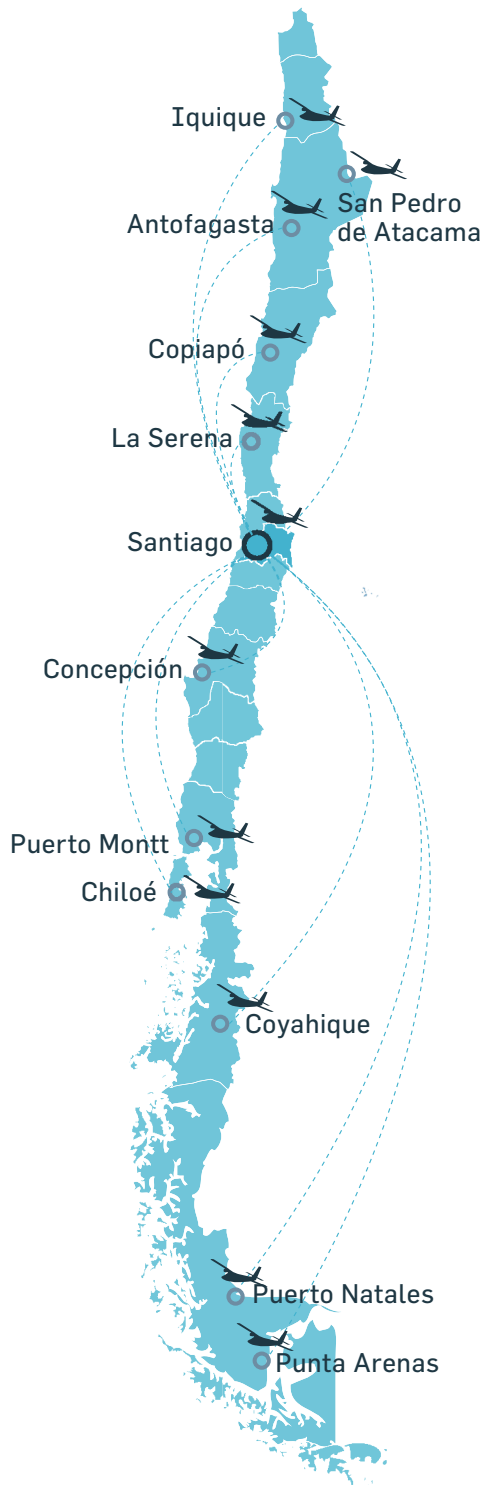 Iquique
San Pedro
de Atacama
Antofagasta
Copiapó
La Serena
Santiago
Concepción
Puerto Montt
Chiloé
Coyahique
Puerto Natales
Punta Arenas